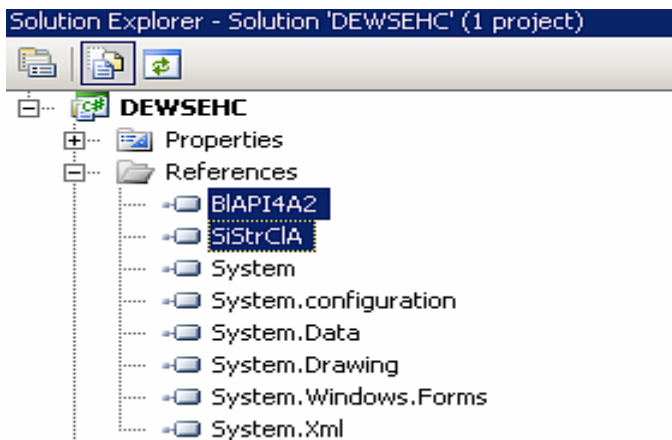 Solution Explorer - Solution 'DEWSEHC' (1 project)
DEWSEHC
Properties
References
BlAPI4A2
SiStrClA
System
System.configuration
System.Data
System.Drawing
System.Windows.Forms
System.Xml